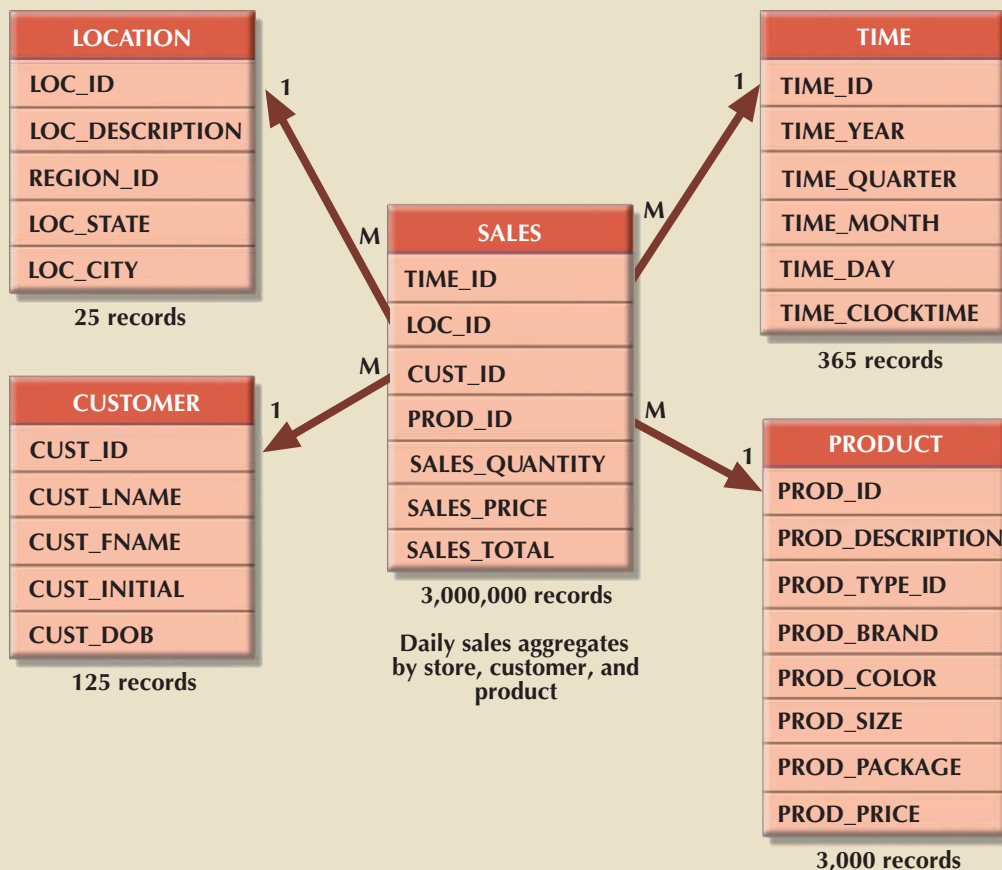 LOCATION
LOC_ID
LOC_DESCRIPTION
REGION_ID
LOC_STATE
LOC_CITY
25 records
1
M
TIME
TIME_ID
TIME_YEAR
TIME_QUARTER
TIME_MONTH
TIME_DAY
TIME_CLOCKTIME
365 records
1
M
SALES
TIME_ID
LOC_ID
CUST_ID
PROD_ID
SALES_QUANTITY
SALES_PRICE
SALES_TOTAL
3,000,000 records
Daily sales aggregates
by store, customer, and
product
CUSTOMER
CUST_ID
CUST_LNAME
CUST_FNAME
CUST_INITIAL
CUST_DOB
125 records
1
M
PRODUCT
PROD_ID
PROD_DESCRIPTION
PROD_TYPE_ID
PROD_BRAND
PROD_COLOR
PROD_SIZE
PROD_PACKAGE
PROD_PRICE
3,000 records
M
1